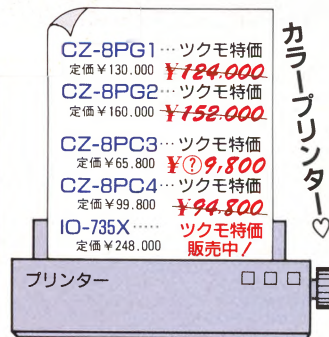 CZ-8PG1…ツクモ特価
定価￥130.000 ￥124,000
CZ-8PG2…ツクモ特価
定価￥160.000 ￥152.000
CZ-8PC3…ツクモ特価
定価￥65.800 ￥?9,800
CZ-8PC4…ツクモ特価
定価￥99.800 ￥94,800
IO-735X…… ツクモ特価
定価￥248.000 販売中!
カラープリンター♡
プリンター